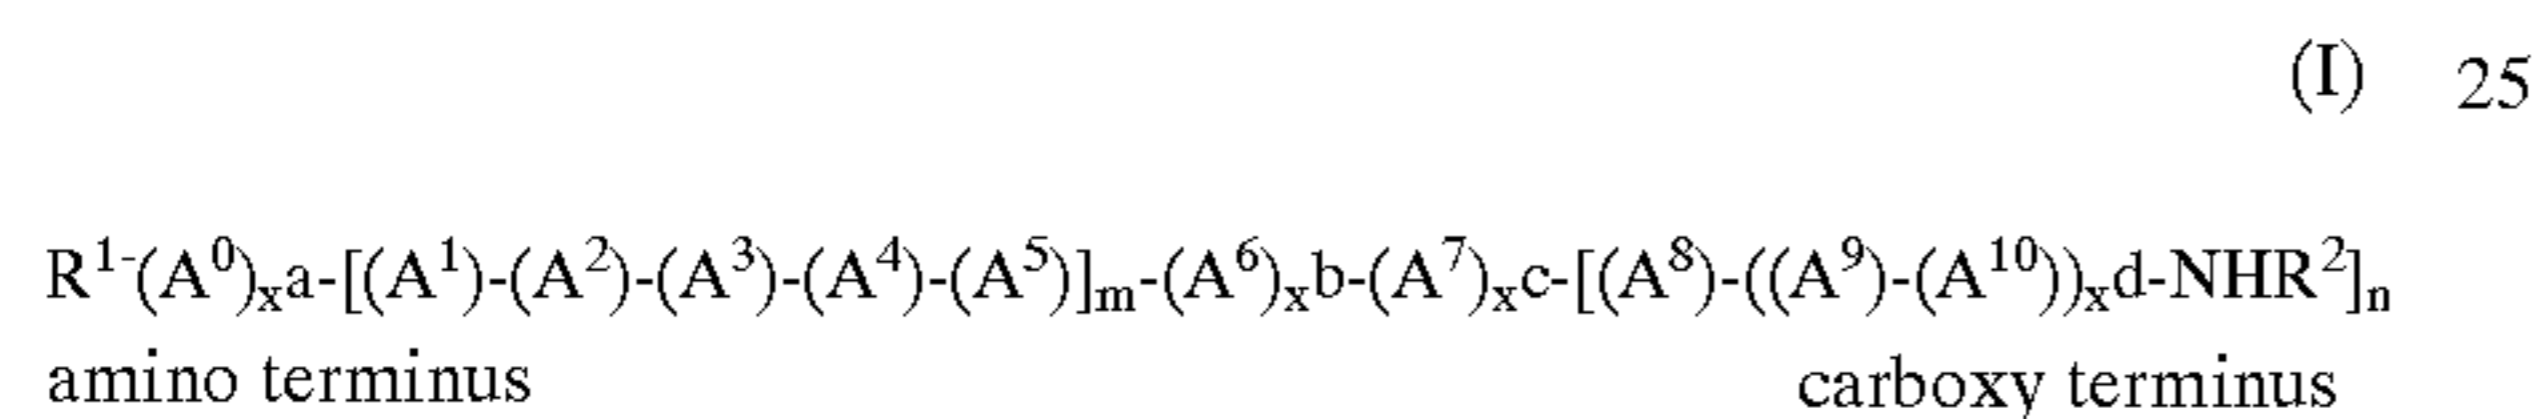 (I) 25
R¹⁻(A⁰)ₓa-[(A¹)-(A²)-(A³)-(A⁴)-(A⁵)]ₘ-(A⁶)ₓb-(A⁷)ₓc-[(A⁸)-((A⁹)-(A¹⁰))ₓd-NHR²]ₙ
amino terminus carboxy terminus